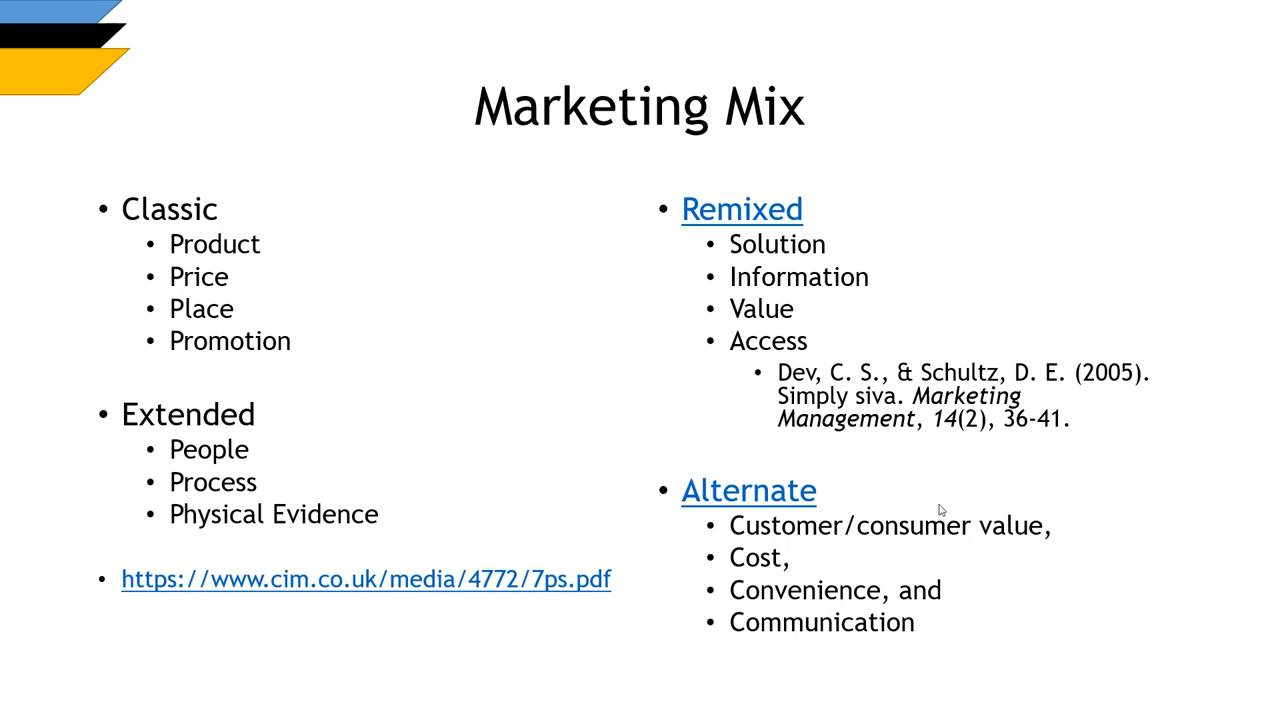 Marketing Mix
• Classic
• Product
• Price
• Place
• Promotion
• Extended
• People
• Process
• Physical Evidence
• https://www.cim.co.uk/media/4772/7ps.pdf
• Remixed
• Solution
• Information
• Value
• Access
• Dev, C. S., & Schultz, D. E. (2005).
Simply siva. Marketing
Management, 14(2), 36-41.
• Alternate
• Customer/consumer value,
• Cost,
• Convenience, and
• Communication